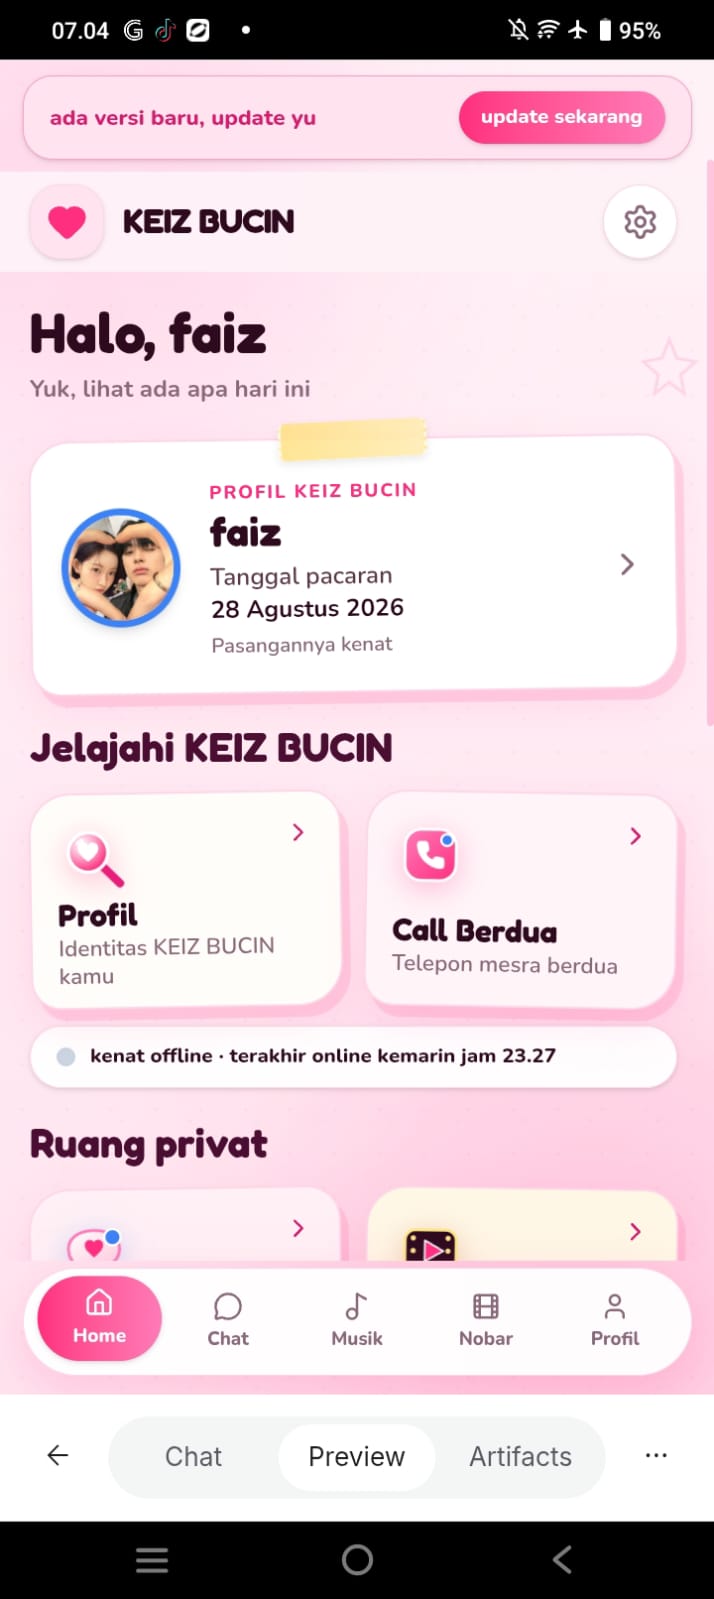 07.04
95%
ada versi baru, update yu
update sekarang
KEIZ BUCIN
Halo, faiz
Yuk, lihat ada apa hari ini
PROFIL KEIZ BUCIN
faiz
Tanggal pacaran
28 Agustus 2026
Pasangannya kenat
Jelajahi KEIZ BUCIN
Profil
Identitas KEIZ BUCIN
kamu
Call Berdua
Telepon mesra berdua
kenat offline · terakhir online kemarin jam 23.27
Ruang privat
Home
Chat
Musik
Nobar
Profil
Chat
Preview
Artifacts